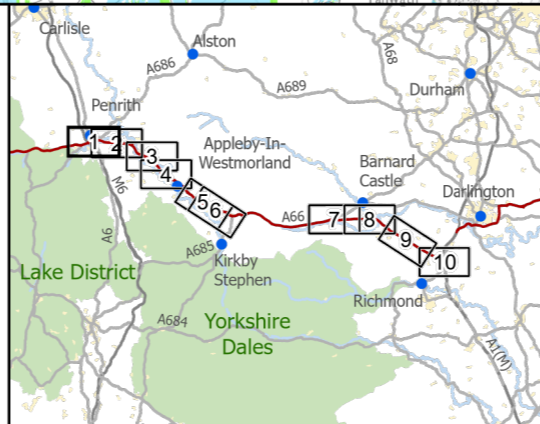 Carlisle
Alston
A68
A686
A689
Durham
Penrith
1
2
3
4
5
6
Appleby-In-
Westmorland
Barnard
Castle
Darlington
M6
A66
7
8
9
10
A6
A685
Kirkby
Stephen
Lake District
Richmond
A684
Yorkshire
Dales
A1(M)